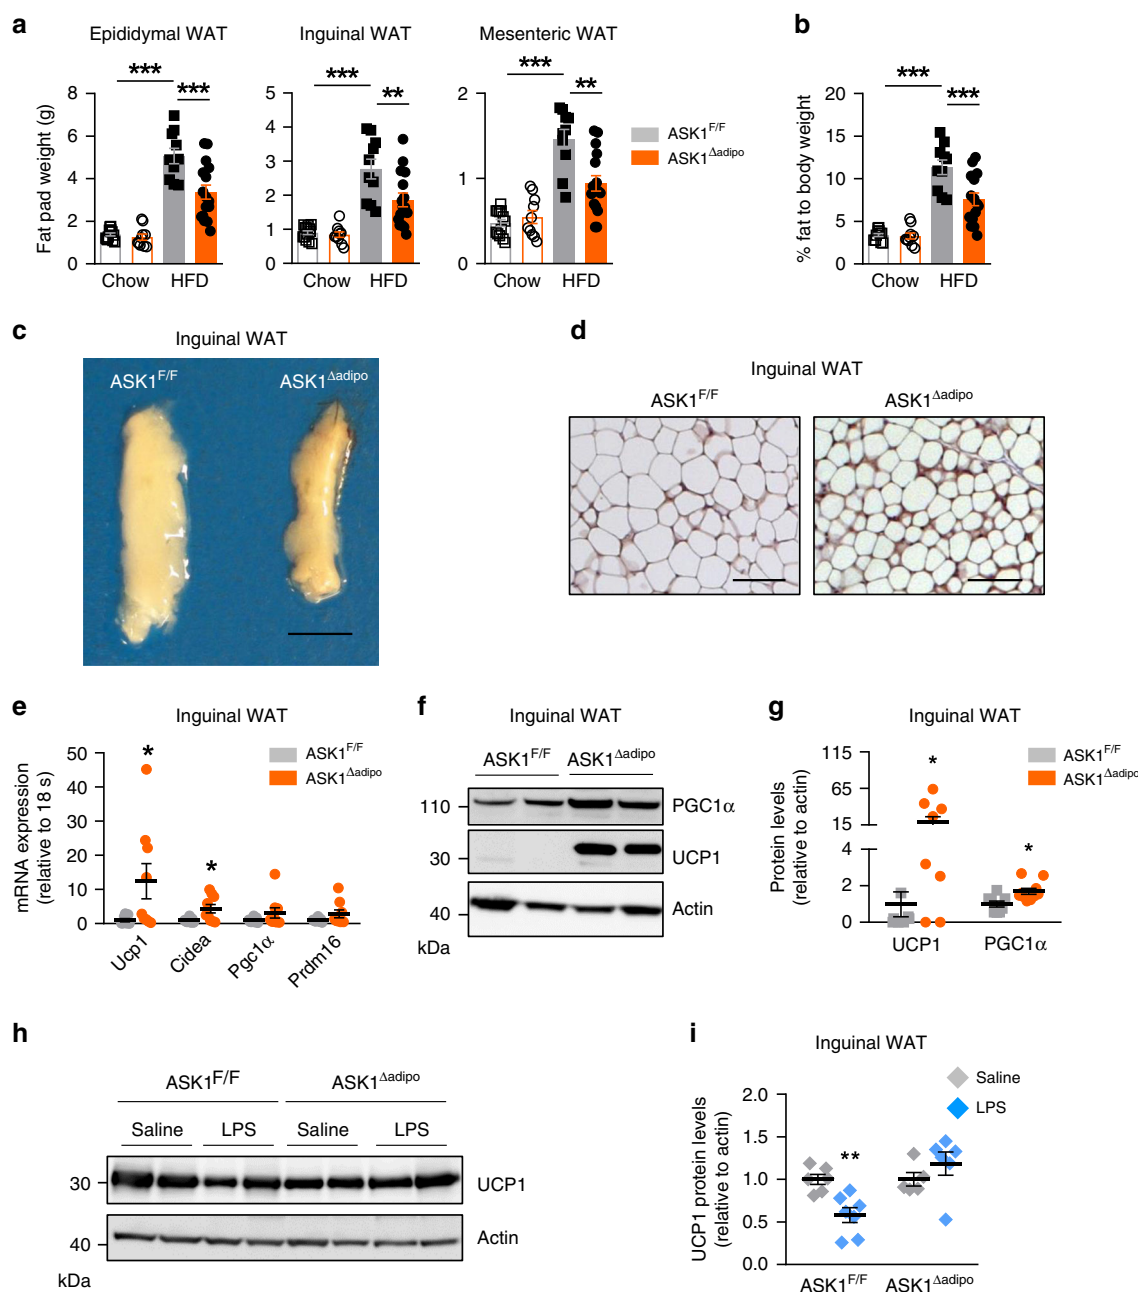 a
Epididymal WAT
Inguinal WAT
Mesenteric WAT
Fat pad weight (g)
*** ***
*** **
*** **
8
6
4
2
0
5
4
3
2
1
0
2
1
0
Chow HFD
Chow HFD
Chow HFD
ASK1F/F
ASK1Δadipo
b
% fat to body weight
*** ***
20
15
10
5
0
Chow HFD
c
Inguinal WAT
ASK1F/F
ASK1Δadipo
d
Inguinal WAT
ASK1F/F
ASK1Δadipo
e
Inguinal WAT
mRNA expression
(relative to 18 s)
50
40
30
20
10
0
*
*
ASK1F/F
ASK1Δadipo
Ucp1
Cidea
Pgc1α
Prdm16
f
Inguinal WAT
ASK1F/F ASK1Δadipo
110
PGC1α
30
UCP1
40
Actin
kDa
g
Inguinal WAT
Protein levels
(relative to actin)
115
65
15
4
2
0
*
*
ASK1F/F
ASK1Δadipo
UCP1
PGC1α
h
ASK1F/F
ASK1Δadipo
Saline LPS Saline LPS
30
UCP1
40
Actin
kDa
i
Inguinal WAT
Saline
LPS
UCP1 protein levels
(relative to actin)
2.0
1.5
1.0
0.5
0.0
**
ASK1F/F
ASK1Δadipo